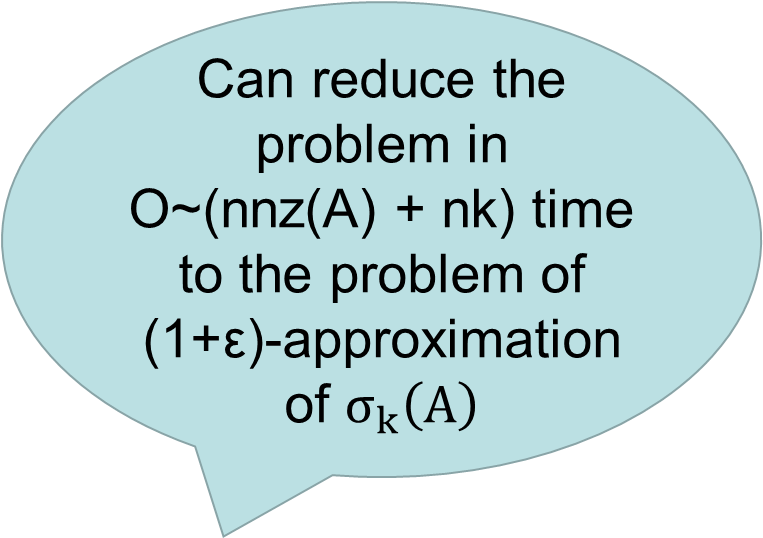 Can reduce the
problem in
O~(nnz(A) + nk) time
to the problem of
(1+ε)-approximation
of σₖ(A)